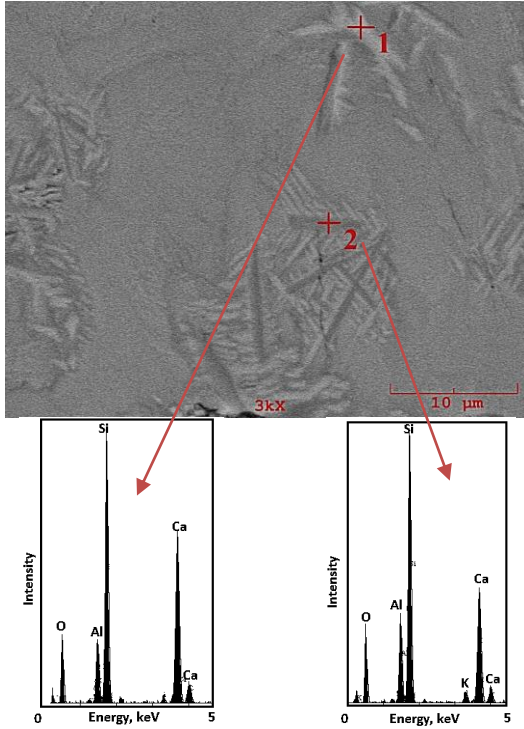 1
2
3kX
10 µm
Si
Ca
O
Al
Ca
Intensity
0
Energy, keV
5
Si
Ca
O
Al
K
Ca
Intensity
0
Energy, keV
5